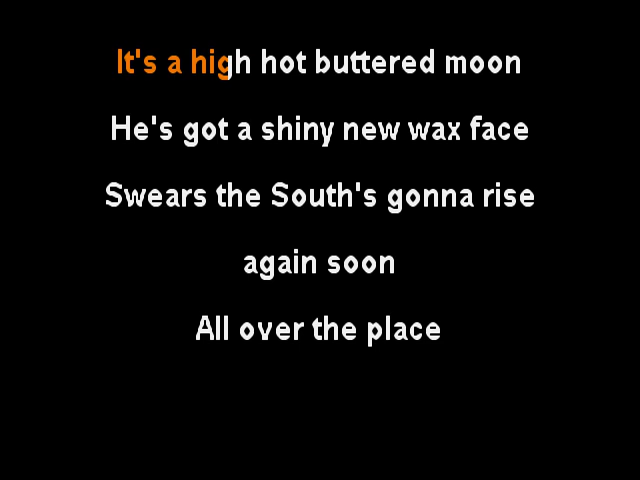 It's a high hot buttered moon
He's got a shiny new wax face
Swears the South's gonna rise
again soon
All over the place